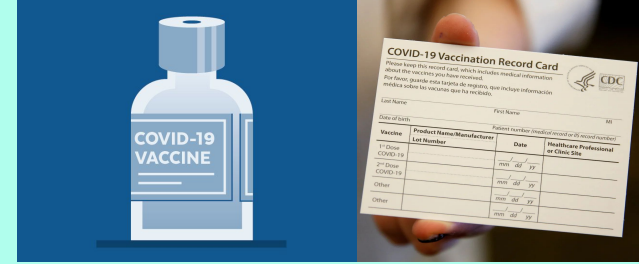 COVID-19
VACCINE
COVID-19 Vaccination Record Card
Please keep this record card, which includes medical information
about the vaccines you have received.
Por favor, guarde esta tarjeta de registro, que incluye información
médica sobre las vacunas que ha recibido.
CDC
Last Name First Name MI
Date of birth Patient number (medical record or IIS record number)
Vaccine Product Name/Manufacturer Date Healthcare Professional
Lot Number or Clinic Site
1st Dose
COVID-19
mm dd yy
2nd Dose
COVID-19
mm dd yy
Other
mm dd yy
Other
mm dd yy